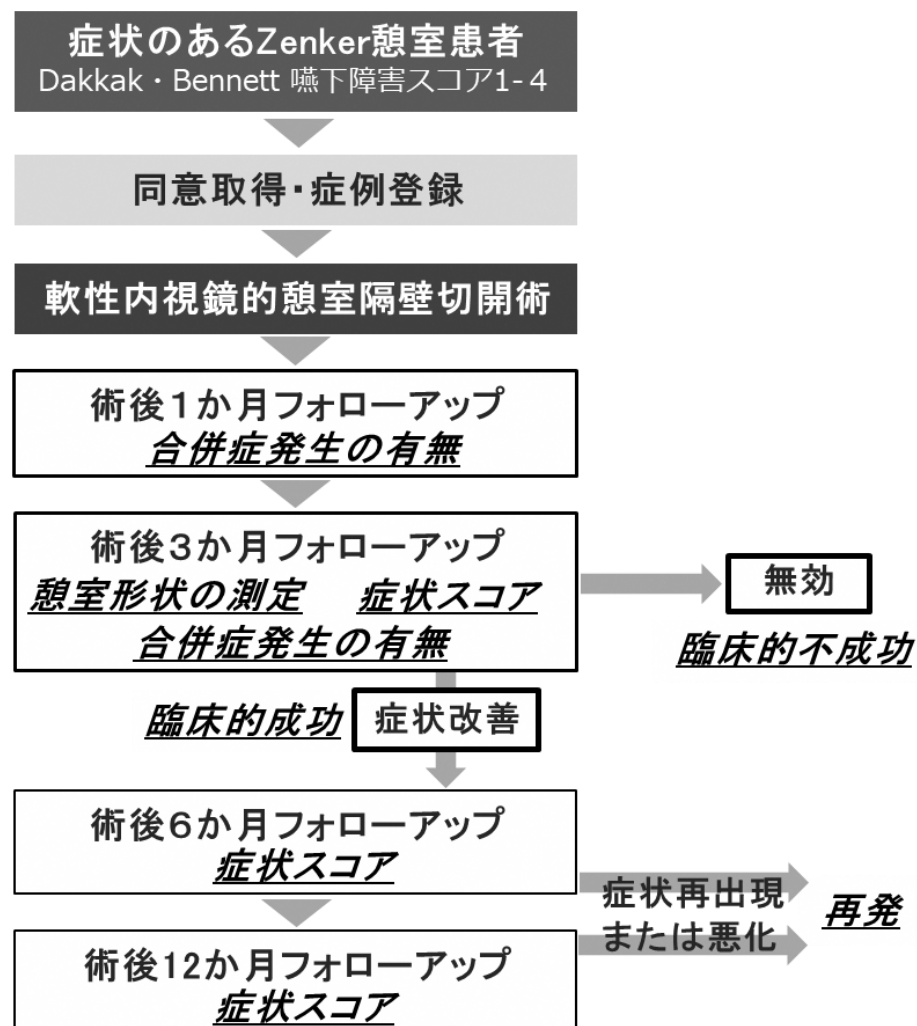 症状のあるZenker憩室患者
Dakkak・Bennett 嚥下障害スコア1-4
同意取得・症例登録
軟性内視鏡的憩室隔壁切開術
術後1か月フォローアップ
合併症発生の有無
術後3か月フォローアップ
憩室形状の測定 症状スコア
合併症発生の有無
無効
臨床的不成功
臨床的成功 症状改善
術後6か月フォローアップ
症状スコア
症状再出現
または悪化
再発
術後12か月フォローアップ
症状スコア